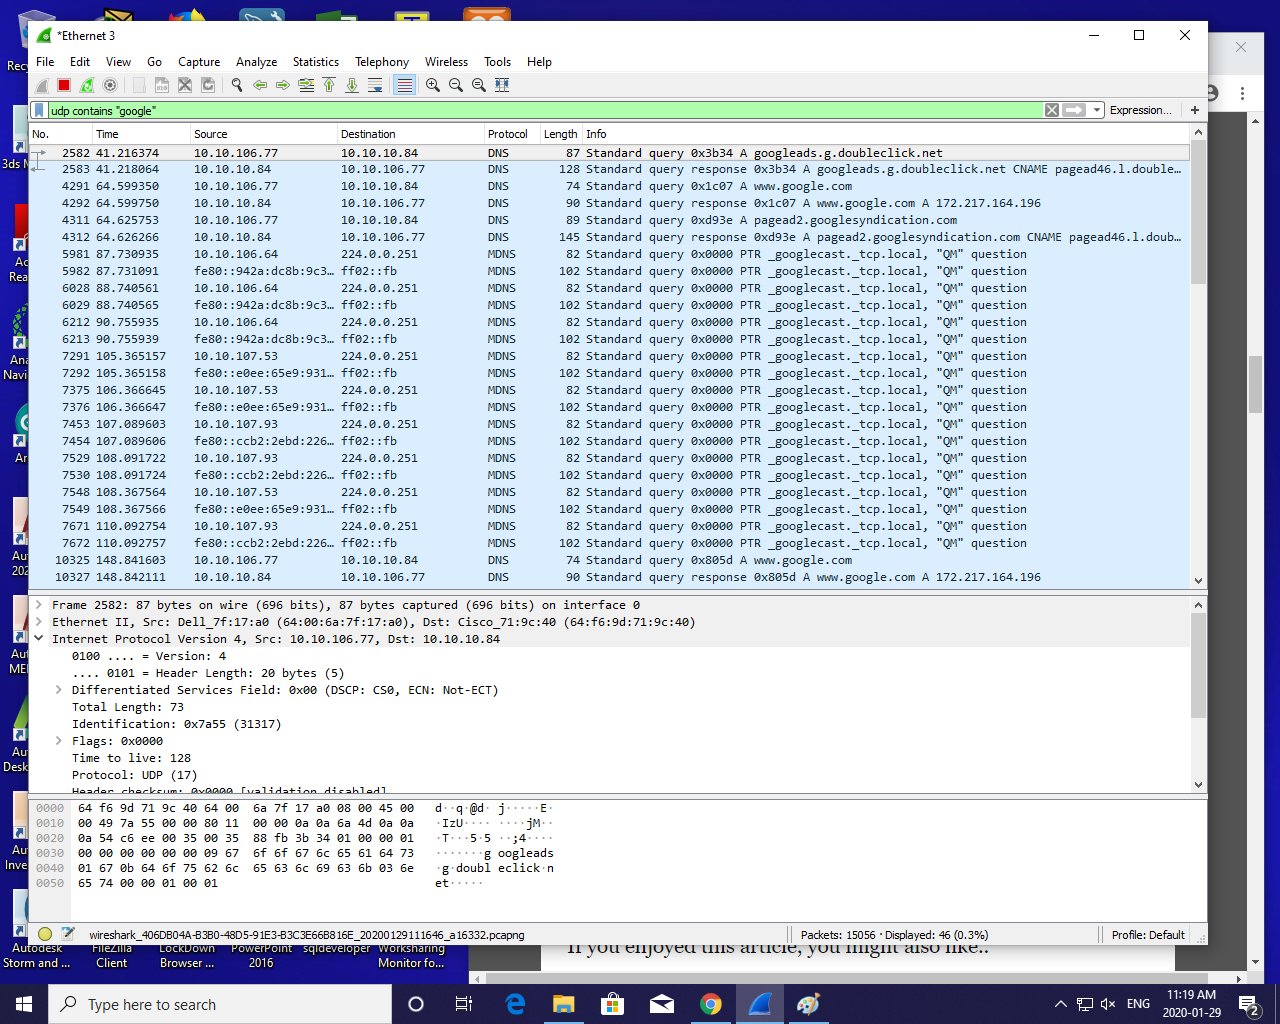 *Ethernet 3
File Edit View Go Capture Analyze Statistics Telephony Wireless Tools Help
udp contains "google"
Expression... +
No. Time Source Destination Protocol Length Info
2582 41.216374 10.10.106.77 10.10.10.84 DNS 87 Standard query 0x3b34 A googleads.g.doubleclick.net
2583 41.218064 10.10.10.84 10.10.106.77 DNS 128 Standard query response 0x3b34 A googleads.g.doubleclick.net CNAME pagead46.l.double…
4291 64.599350 10.10.106.77 10.10.10.84 DNS 74 Standard query 0x1c07 A www.google.com
4292 64.599750 10.10.10.84 10.10.106.77 DNS 90 Standard query response 0x1c07 A www.google.com A 172.217.164.196
4311 64.625753 10.10.106.77 10.10.10.84 DNS 89 Standard query 0xd93e A pagead2.googlesyndication.com
4312 64.626266 10.10.10.84 10.10.106.77 DNS 145 Standard query response 0xd93e A pagead2.googlesyndication.com CNAME pagead46.l.doub…
5981 87.730935 10.10.106.64 224.0.0.251 MDNS 82 Standard query 0x0000 PTR _googlecast._tcp.local, "QM" question
5982 87.731091 fe80::942a:dc8b:9c3… ff02::fb MDNS 102 Standard query 0x0000 PTR _googlecast._tcp.local, "QM" question
6028 88.740561 10.10.106.64 224.0.0.251 MDNS 82 Standard query 0x0000 PTR _googlecast._tcp.local, "QM" question
6029 88.740565 fe80::942a:dc8b:9c3… ff02::fb MDNS 102 Standard query 0x0000 PTR _googlecast._tcp.local, "QM" question
6212 90.755935 10.10.106.64 224.0.0.251 MDNS 82 Standard query 0x0000 PTR _googlecast._tcp.local, "QM" question
6213 90.755939 fe80::942a:dc8b:9c3… ff02::fb MDNS 102 Standard query 0x0000 PTR _googlecast._tcp.local, "QM" question
7291 105.365157 10.10.107.53 224.0.0.251 MDNS 82 Standard query 0x0000 PTR _googlecast._tcp.local, "QM" question
7292 105.365158 fe80::e0ee:65e9:931… ff02::fb MDNS 102 Standard query 0x0000 PTR _googlecast._tcp.local, "QM" question
7375 106.366645 10.10.107.53 224.0.0.251 MDNS 82 Standard query 0x0000 PTR _googlecast._tcp.local, "QM" question
7376 106.366647 fe80::e0ee:65e9:931… ff02::fb MDNS 102 Standard query 0x0000 PTR _googlecast._tcp.local, "QM" question
7453 107.089603 10.10.107.93 224.0.0.251 MDNS 82 Standard query 0x0000 PTR _googlecast._tcp.local, "QM" question
7454 107.089606 fe80::ccb2:2ebd:226… ff02::fb MDNS 102 Standard query 0x0000 PTR _googlecast._tcp.local, "QM" question
7529 108.091722 10.10.107.93 224.0.0.251 MDNS 82 Standard query 0x0000 PTR _googlecast._tcp.local, "QM" question
7530 108.091724 fe80::ccb2:2ebd:226… ff02::fb MDNS 102 Standard query 0x0000 PTR _googlecast._tcp.local, "QM" question
7548 108.367564 10.10.107.53 224.0.0.251 MDNS 82 Standard query 0x0000 PTR _googlecast._tcp.local, "QM" question
7549 108.367566 fe80::e0ee:65e9:931… ff02::fb MDNS 102 Standard query 0x0000 PTR _googlecast._tcp.local, "QM" question
7671 110.092754 10.10.107.93 224.0.0.251 MDNS 82 Standard query 0x0000 PTR _googlecast._tcp.local, "QM" question
7672 110.092757 fe80::ccb2:2ebd:226… ff02::fb MDNS 102 Standard query 0x0000 PTR _googlecast._tcp.local, "QM" question
10325 148.841603 10.10.106.77 10.10.10.84 DNS 74 Standard query 0x805d A www.google.com
10327 148.842111 10.10.10.84 10.10.106.77 DNS 90 Standard query response 0x805d A www.google.com A 172.217.164.196
Frame 2582: 87 bytes on wire (696 bits), 87 bytes captured (696 bits) on interface 0
Ethernet II, Src: Dell_7f:17:a0 (64:00:6a:7f:17:a0), Dst: Cisco_71:9c:40 (64:f6:9d:71:9c:40)
Internet Protocol Version 4, Src: 10.10.106.77, Dst: 10.10.10.84
0100 .... = Version: 4
.... 0101 = Header Length: 20 bytes (5)
Differentiated Services Field: 0x00 (DSCP: CS0, ECN: Not-ECT)
Total Length: 73
Identification: 0x7a55 (31317)
Flags: 0x0000
Time to live: 128
Protocol: UDP (17)
Header checksum: 0x0000 [validation disabled]
0000 64 f6 9d 71 9c 40 64 00 6a 7f 17 a0 08 00 45 00 d··q·@d· j·····E·
0010 00 49 7a 55 00 00 80 11 00 00 0a 0a 6a 4d 0a 0a ·IzU···· ····jM··
0020 0a 54 c6 ee 00 35 00 35 88 fb 3b 34 01 00 00 01 ·T···5·5 ··;4····
0030 00 00 00 00 00 00 09 67 6f 6f 67 6c 65 61 64 73 ·······g oogleads
0040 01 67 0b 64 6f 75 62 6c 65 63 6c 69 63 6b 03 6e ·g·doubl eclick·n
0050 65 74 00 00 01 00 01 et·····
wireshark_406DB04A-B3B0-48D5-91E3-B3C3E66B816E_20200129111646_a16332.pcapng
Packets: 15056 · Displayed: 46 (0.3%)
Profile: Default
If you enjoyed this article, you might also like..
Autodesk Storm and ...
FileZilla Client
LockDown Browser ...
PowerPoint 2016
sqldeveloper
Worksharing Monitor fo...
Type here to search
ENG
11:19 AM
2020-01-29
2